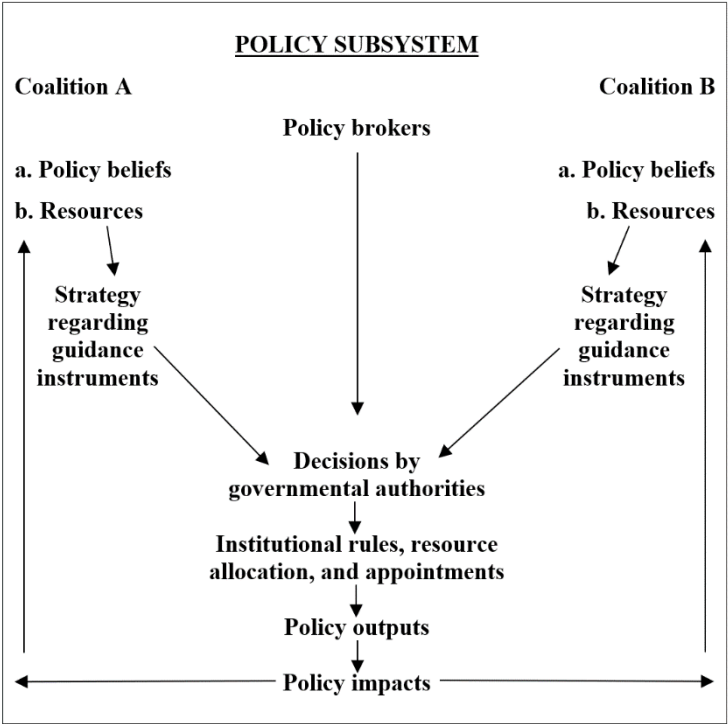 POLICY SUBSYSTEM
Coalition A
Coalition B
Policy brokers
a. Policy beliefs
b. Resources
a. Policy beliefs
b. Resources
Strategy
regarding
guidance
instruments
Strategy
regarding
guidance
instruments
Decisions by
governmental authorities
Institutional rules, resource
allocation, and appointments
Policy outputs
Policy impacts